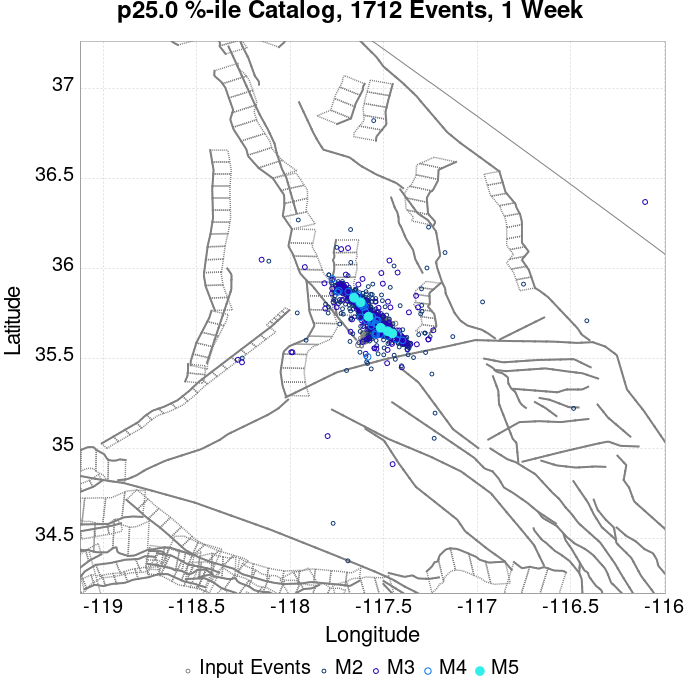 p25.0 %-ile Catalog, 1712 Events, 1 Week
37
36.5
36
35.5
35
34.5
Latitude
-119 -118.5 -118 -117.5 -117 -116.5 -116
Longitude
Input Events M2 M3 M4 M5